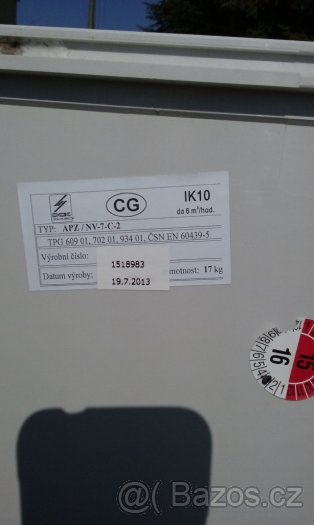 CG
IK10
do 6 m³/hod.
TYP: APZ / NV-7-C-2
TPG 609 01, 702 01, 934 01, ČSN EN 60439-5
Výrobní číslo: 1518983
Datum výroby: 19.7.2013 motnost: 17 kg
15
16
@( Bazos.cz